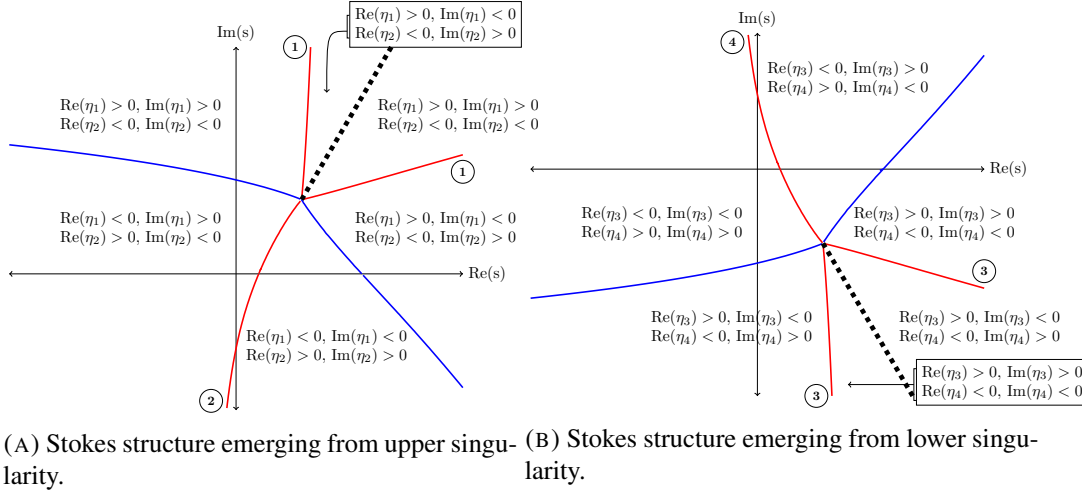 Im(s)
Re(η₁) > 0, Im(η₁) < 0
Re(η₂) < 0, Im(η₂) > 0
1
Re(η₁) > 0, Im(η₁) > 0
Re(η₂) < 0, Im(η₂) < 0
Re(η₁) > 0, Im(η₁) > 0
Re(η₂) < 0, Im(η₂) < 0
1
Re(η₁) < 0, Im(η₁) > 0
Re(η₂) > 0, Im(η₂) < 0
Re(η₁) > 0, Im(η₁) < 0
Re(η₂) < 0, Im(η₂) > 0
Re(s)
Re(η₁) < 0, Im(η₁) < 0
Re(η₂) > 0, Im(η₂) > 0
2
(A) Stokes structure emerging from upper singu-
larity.
Im(s)
4
Re(η₃) < 0, Im(η₃) > 0
Re(η₄) > 0, Im(η₄) < 0
Re(s)
Re(η₃) < 0, Im(η₃) < 0
Re(η₄) > 0, Im(η₄) > 0
Re(η₃) > 0, Im(η₃) > 0
Re(η₄) < 0, Im(η₄) < 0
3
Re(η₃) > 0, Im(η₃) < 0
Re(η₄) < 0, Im(η₄) > 0
Re(η₃) > 0, Im(η₃) < 0
Re(η₄) < 0, Im(η₄) > 0
Re(η₃) > 0, Im(η₃) > 0
Re(η₄) < 0, Im(η₄) < 0
3
(B) Stokes structure emerging from lower singu-
larity.